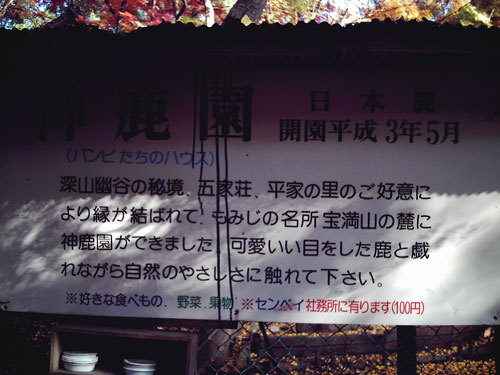 神鹿園
日本鹿
開園平成3年5月
(バンビたちのハウス)
深山幽谷の秘境、五家荘、平家の里のご好意に
より縁が結ばれて、もみじの名所宝満山の麓に
神鹿園ができました。可愛いい目をした鹿と戯
れながら自然のやさしさに触れて下さい。
※好きな食べもの、野菜、果物 ※センベイ社務所に有ります(100円)